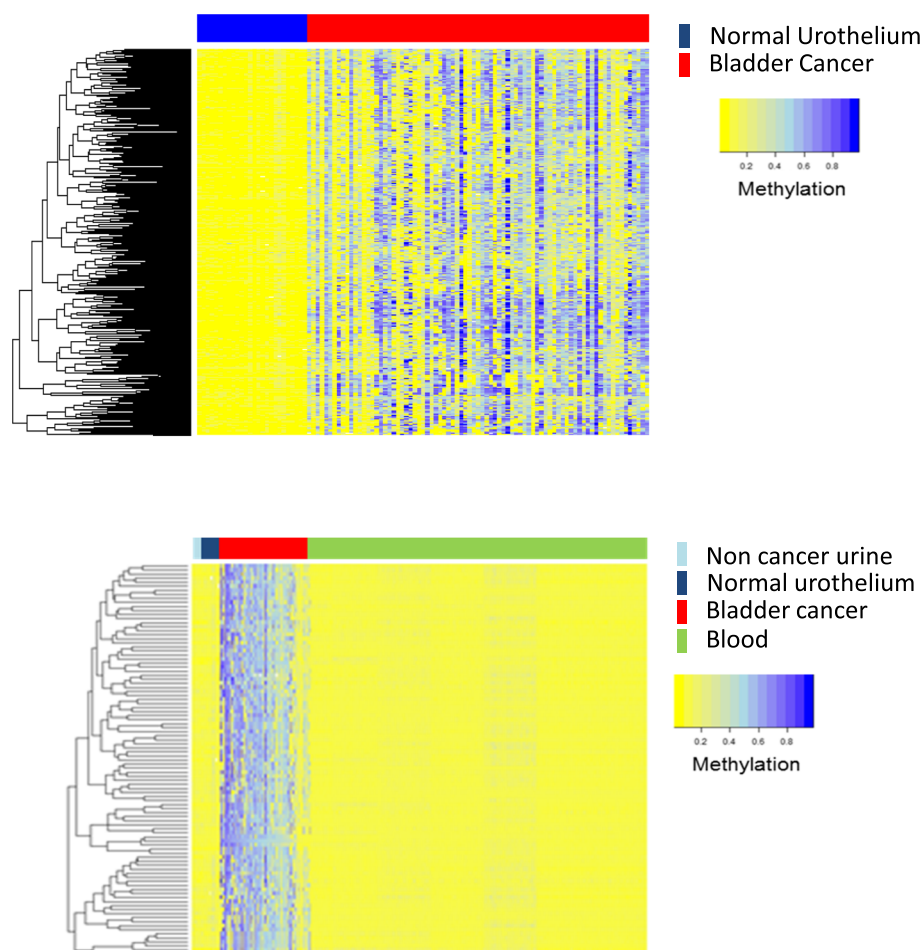 Normal Urothelium
Bladder Cancer
0.2 0.4 0.6 0.8
Methylation
Non cancer urine
Normal urothelium
Bladder cancer
Blood
0.2 0.4 0.6 0.8
Methylation